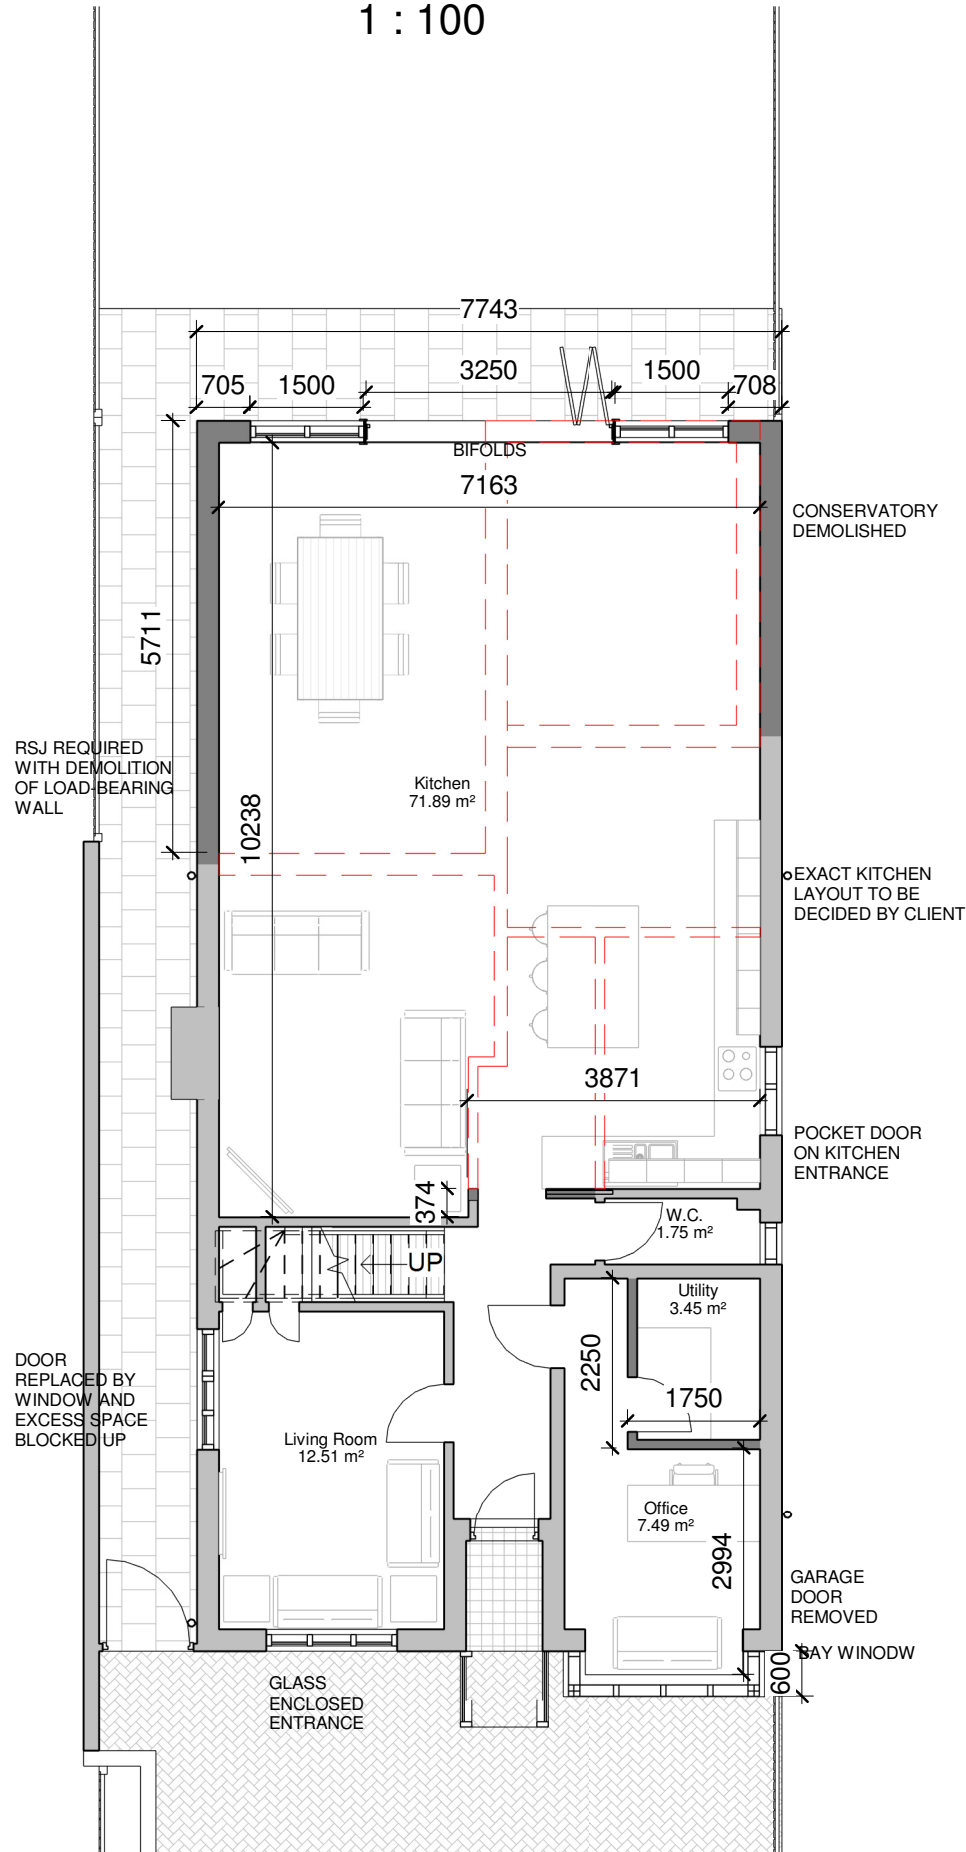 1 : 100
7743
705
1500
3250
1500
708
BIFOLDS
7163
CONSERVATORY
DEMOLISHED
5711
RSJ REQUIRED
WITH DEMOLITION
OF LOAD-BEARING
WALL
Kitchen
71.89 m²
10238
EXACT KITCHEN
LAYOUT TO BE
DECIDED BY CLIENT
3871
POCKET DOOR
ON KITCHEN
ENTRANCE
374
W.C.
1.75 m²
UP
Utility
3.45 m²
2250
1750
DOOR
REPLACED BY
WINDOW AND
EXCESS SPACE
BLOCKED UP
Living Room
12.51 m²
Office
7.49 m²
2994
GARAGE
DOOR
REMOVED
BAY WINODW
600
GLASS
ENCLOSED
ENTRANCE